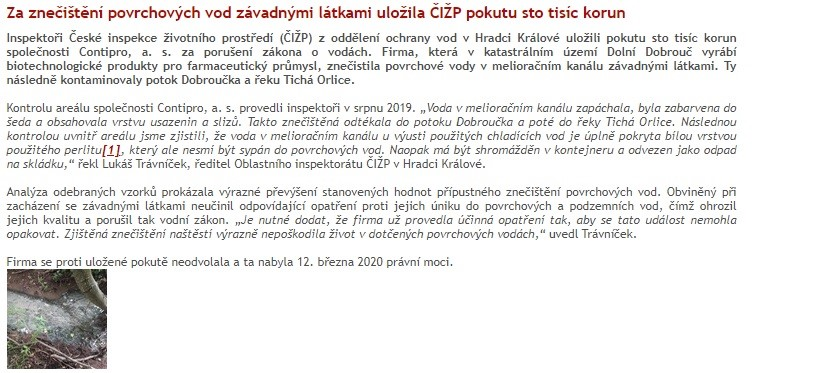 Za znečištění povrchových vod závadnými látkami uložila ČIŽP pokutu sto tisíc korun
Inspektoři České inspekce životního prostředí (ČIŽP) z oddělení ochrany vod v Hradci Králové uložili pokutu sto tisíc korun
společnosti Contipro, a. s. za porušení zákona o vodách. Firma, která v katastrálním území Dolní Dobrouč vyrábí
biotechnologické produkty pro farmaceutický průmysl, znečistila povrchové vody v melioračním kanálu závadnými látkami. Ty
následně kontaminovaly potok Dobroučka a řeku Tichá Orlice.
Kontrolu areálu společnosti Contipro, a. s. provedli inspektoři v srpnu 2019. „Voda v melioračním kanálu zapáchala, byla zabarvena do
šeda a obsahovala vrstvu usazenin a slizů. Takto znečištěná odtékala do potoku Dobroučka a poté do řeky Tichá Orlice. Následnou
kontrolou uvnitř areálu jsme zjistili, že voda v melioračním kanálu u výusti použitých chladících vod je úplně pokryta bílou vrstvou
použitého perlitu[1], který ale nesmí být sypán do povrchových vod. Naopak má být shromážděn v kontejneru a odvezen jako odpad
na skládku,“ řekl Lukáš Trávníček, ředitel Oblastního inspektorátu ČIŽP v Hradci Králové.
Analýza odebraných vzorků prokázala výrazné převýšení stanovených hodnot přípustného znečištění povrchových vod. Obviněný při
zacházení se závadnými látkami neučinil odpovídající opatření proti jejich úniku do povrchových a podzemních vod, čímž ohrozil
jejich kvalitu a porušil tak vodní zákon. „Je nutné dodat, že firma už provedla účinná opatření tak, aby se tato událost nemohla
opakovat. Zjištěná znečištění naštěstí výrazně nepoškodila život v dotčených povrchových vodách,“ uvedl Trávníček.
Firma se proti uložené pokutě neodvolala a ta nabyla 12. března 2020 právní moci.